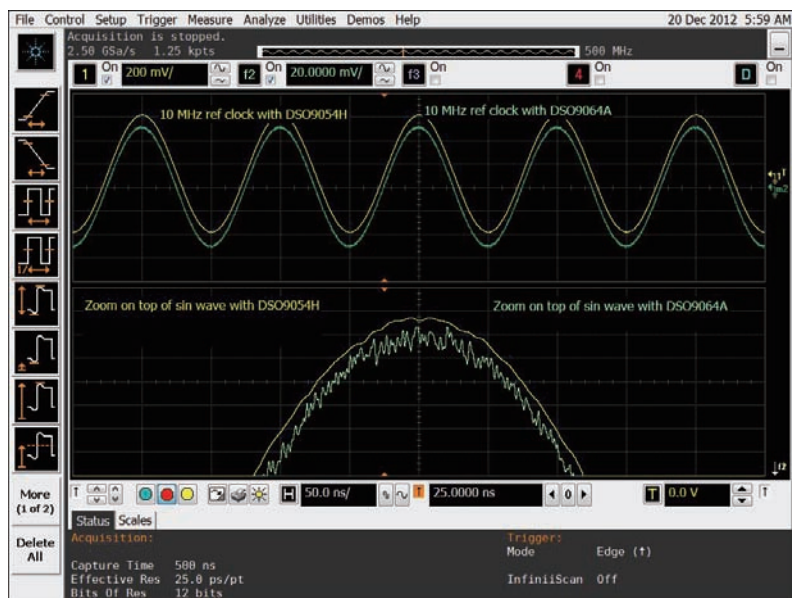 File Control Setup Trigger Measure Analyze Utilities Demos Help 20 Dec 2012 5:59 AM
Acquisition is stopped.
2.50 GSa/s 1.25 kpts 500 MHz
1 On 200 mV/ f2 On 20.0000 mV/ f3 On 4 On D On
10 MHz ref clock with DSO9054H 10 MHz ref clock with DSO9064A
Zoom on top of sin wave with DSO9054H Zoom on top of sin wave with DSO9064A
f2
More
(1 of 2)
Delete
All
H 50.0 ns/ T 25.0000 ns 0 T 0.0 V
Status Scales
Acquisition: Trigger:
Mode Edge (↑)
Capture Time 500 ns
Effective Res 25.0 ps/pt InfiniiScan Off
Bits Of Res 12 bits